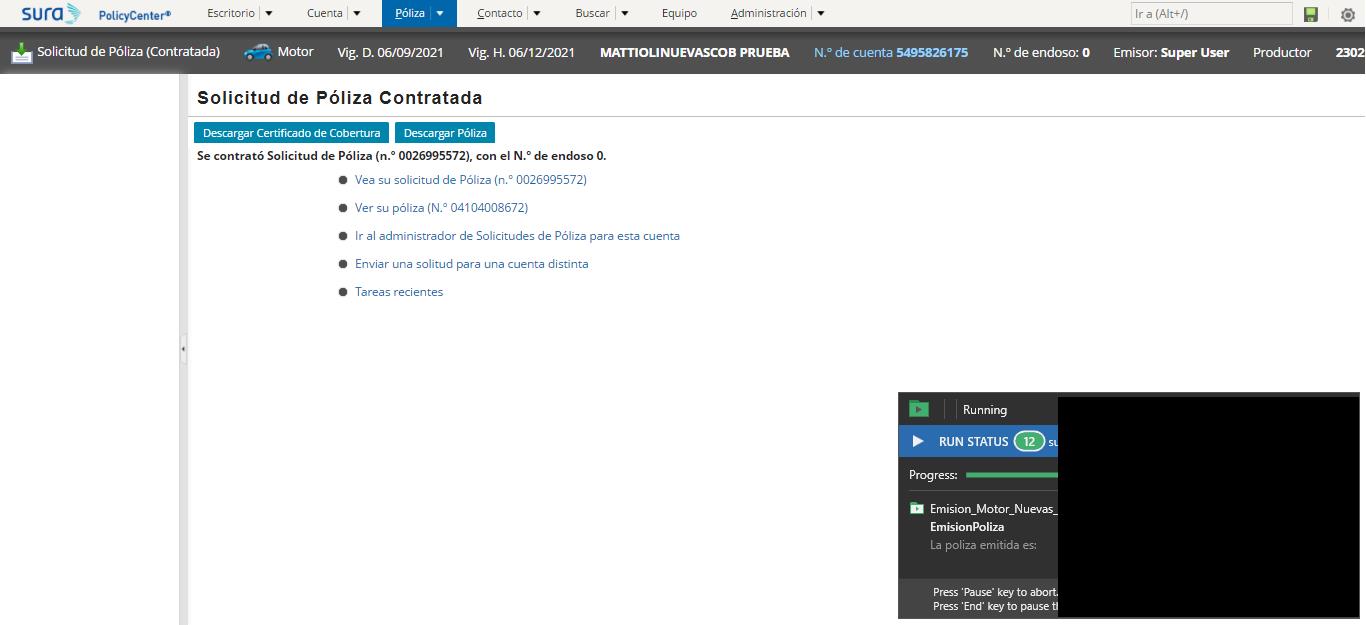 sura PolicyCenter® Escritorio Cuenta Póliza Contacto Buscar Equipo Administración Ir a (Alt+/)
Solicitud de Póliza (Contratada) Motor Vig. D. 06/09/2021 Vig. H. 06/12/2021 MATTIOLINUEVASCOB PRUEBA N.º de cuenta 5495826175 N.º de endoso: 0 Emisor: Super User Productor 2302
Solicitud de Póliza Contratada
Descargar Certificado de Cobertura Descargar Póliza
Se contrató Solicitud de Póliza (n.º 0026995572), con el N.º de endoso 0.
Vea su solicitud de Póliza (n.º 0026995572)
Ver su póliza (N.º 04104008672)
Ir al administrador de Solicitudes de Póliza para esta cuenta
Enviar una solitud para una cuenta distinta
Tareas recientes
Running
RUN STATUS 12 su
Progress:
Emision_Motor_Nuevas_
EmisionPoliza
La poliza emitida es:
Press 'Pause' key to abort.
Press 'End' key to pause th